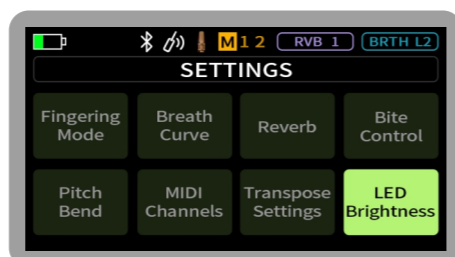 M 1 2 RVB 1 BRTH L2
SETTINGS
Fingering Mode
Breath Curve
Reverb
Bite Control
Pitch Bend
MIDI Channels
Transpose Settings
LED Brightness